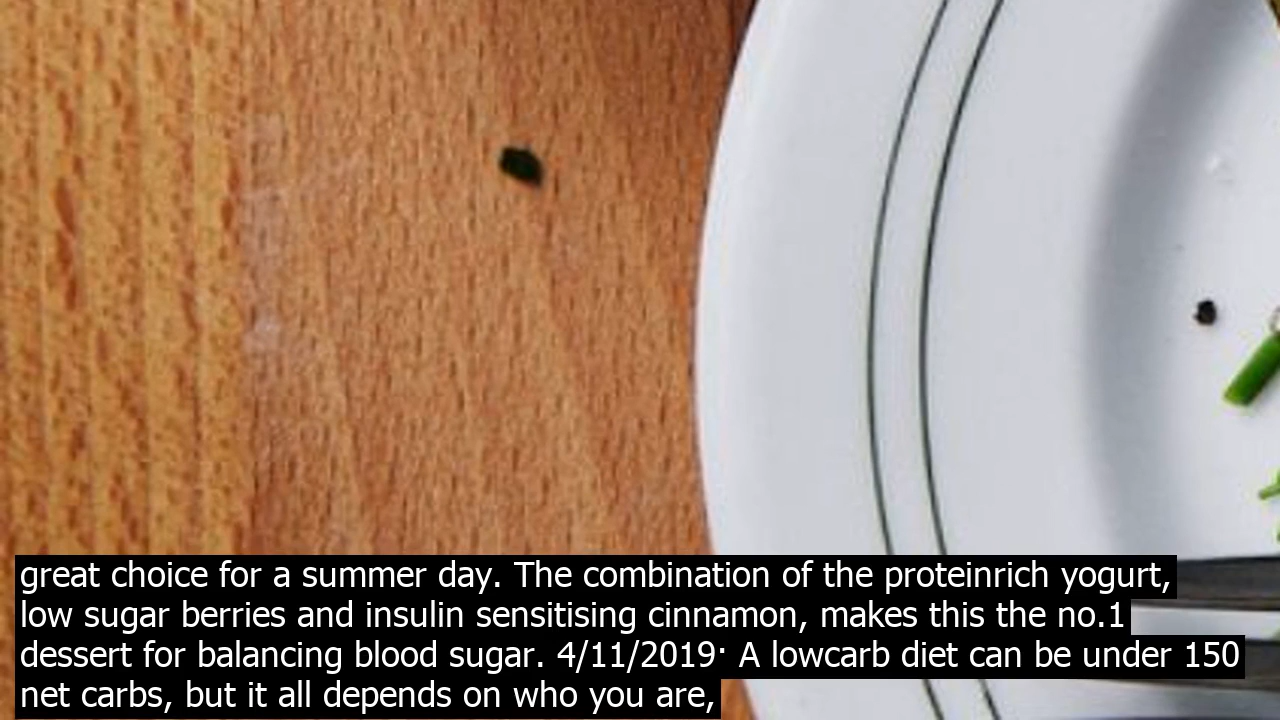 great choice for a summer day. The combination of the proteinrich yogurt,
low sugar berries and insulin sensitising cinnamon, makes this the no.1
dessert for balancing blood sugar. 4/11/2019· A lowcarb diet can be under 150
net carbs, but it all depends on who you are,